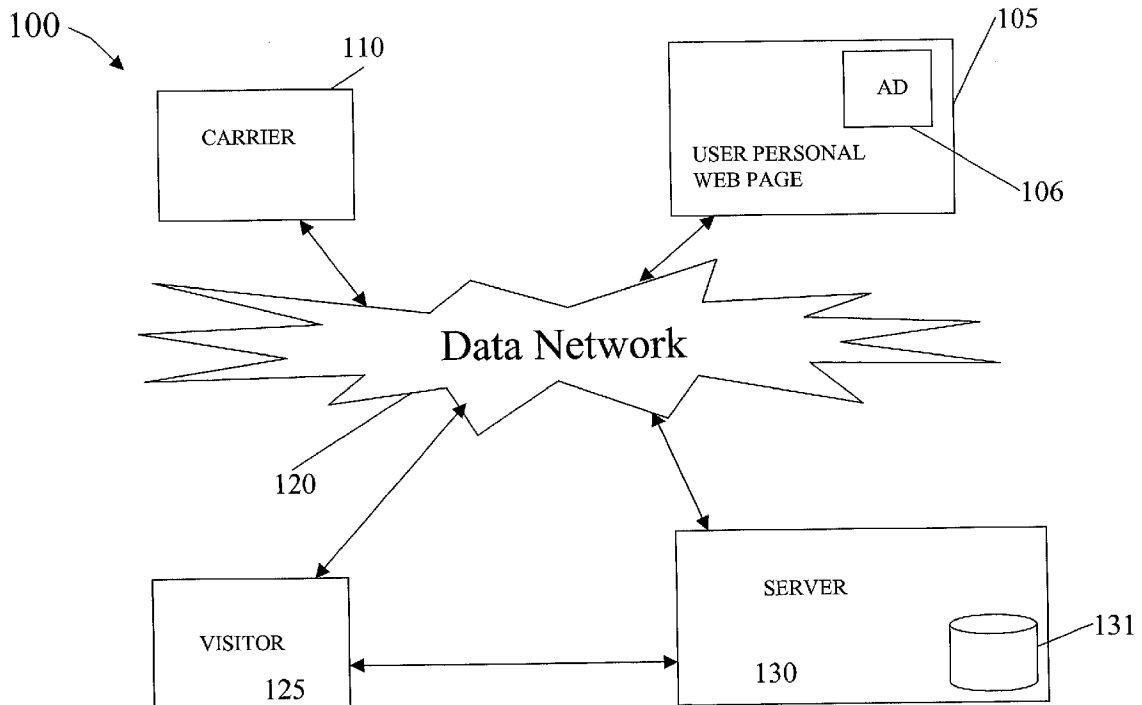 100
110
CARRIER
105
AD
USER PERSONAL
WEB PAGE
106
Data Network
120
VISITOR
125
SERVER
130
131